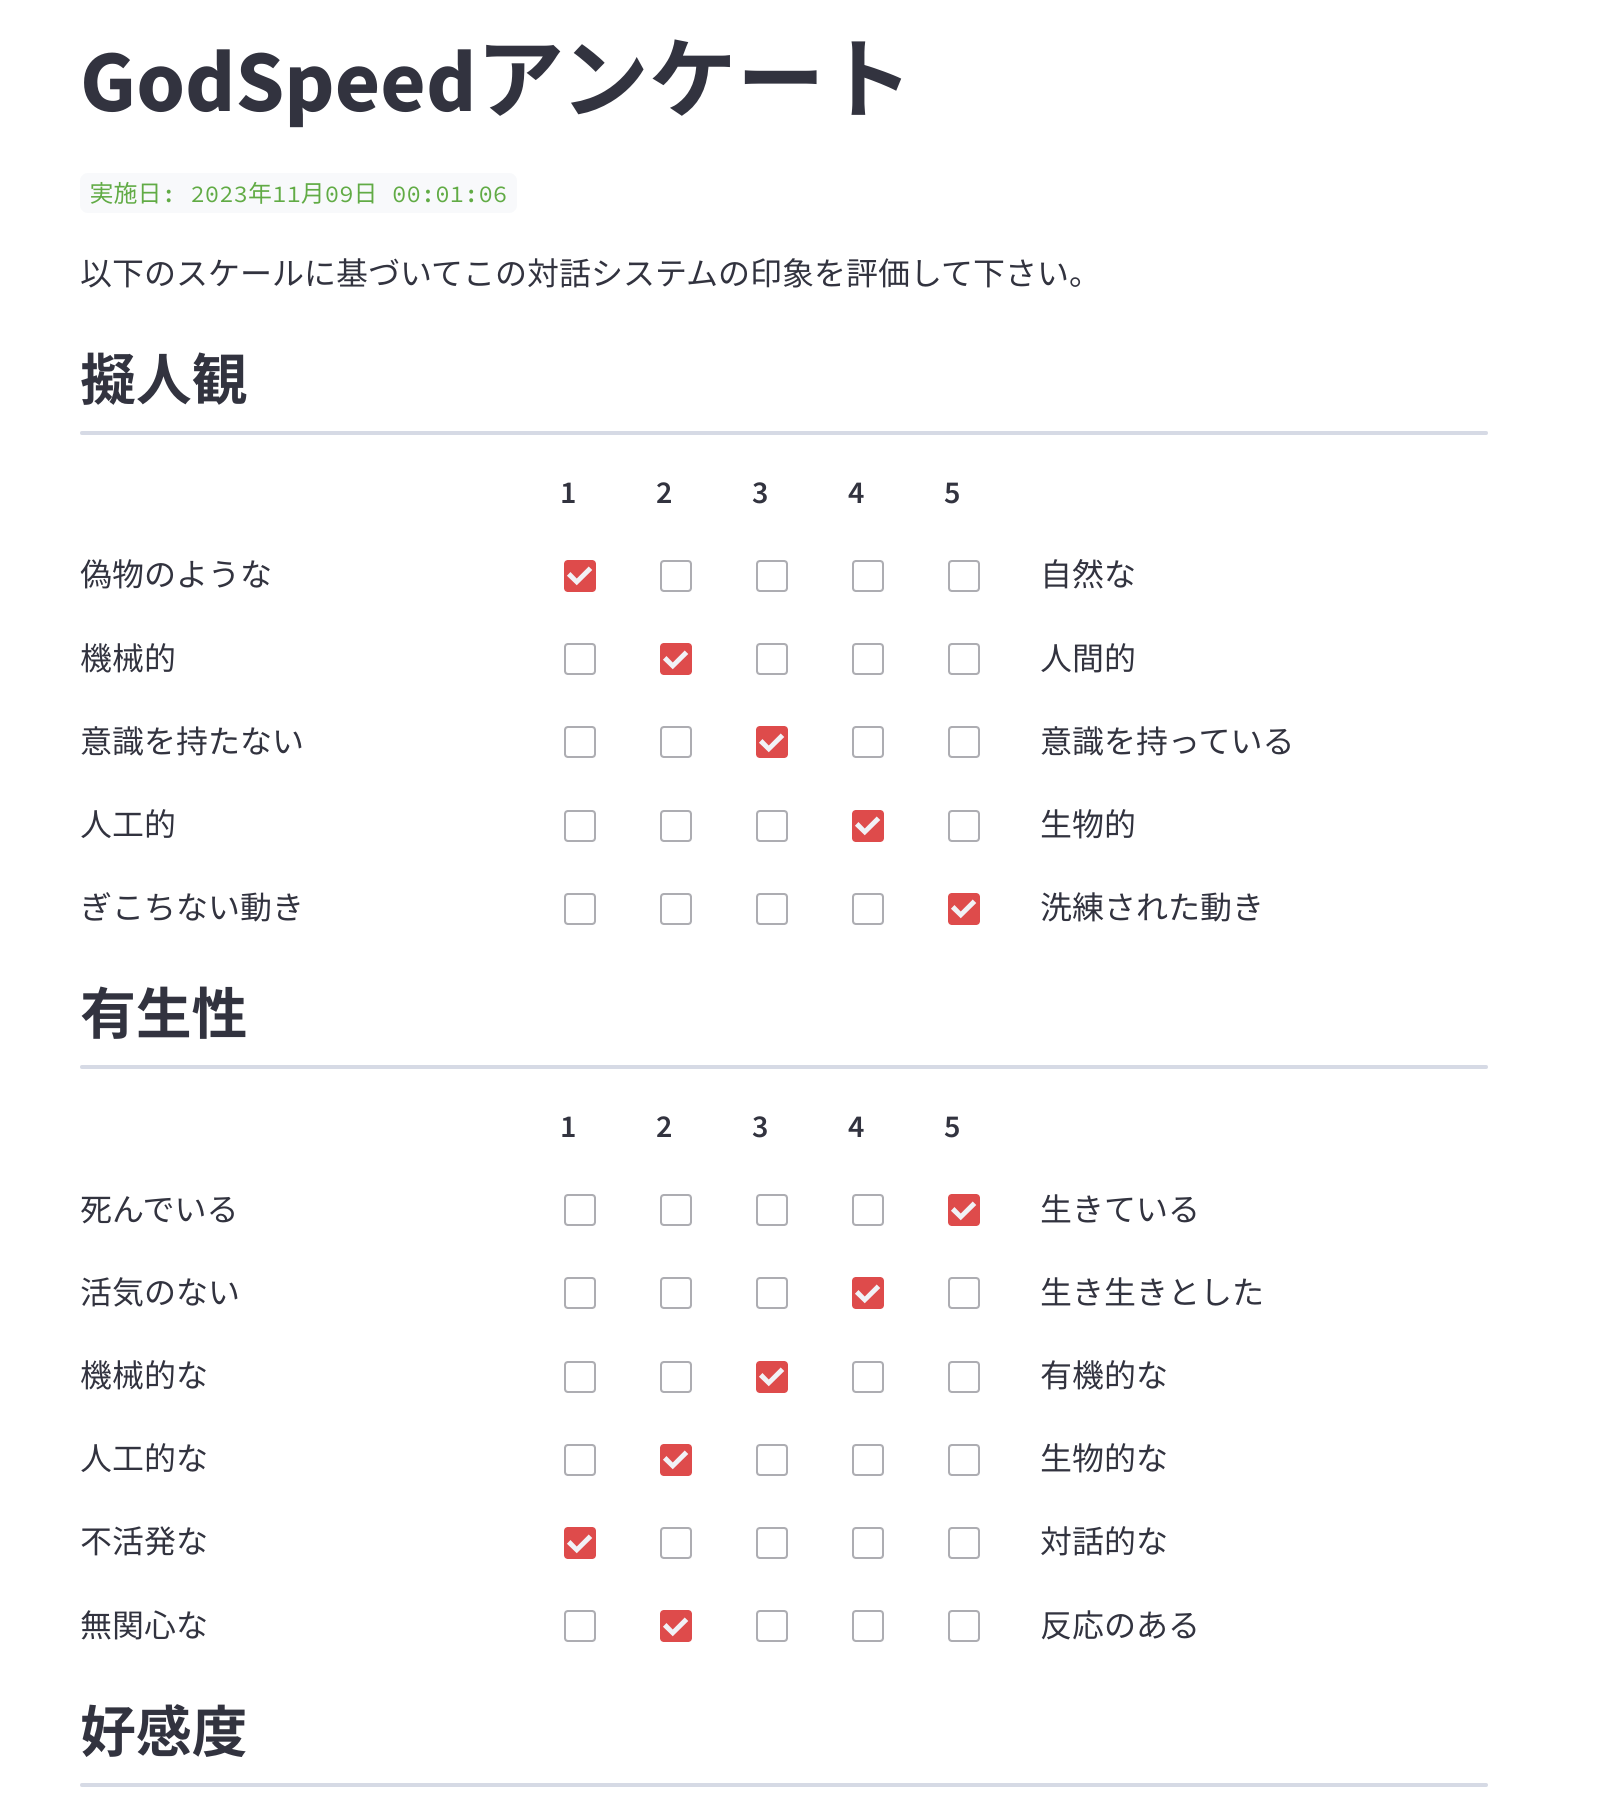 GodSpeedアンケート
実施日: 2023年11月09日 00:01:06
以下のスケールに基づいてこの対話システムの印象を評価して下さい。
擬人観
1 2 3 4 5
偽物のような 自然な
機械的 人間的
意識を持たない 意識を持っている
人工的 生物的
ぎこちない動き 洗練された動き
有生性
1 2 3 4 5
死んでいる 生きている
活気のない 生き生きとした
機械的な 有機的な
人工的な 生物的な
不活発な 対話的な
無関心な 反応のある
好感度